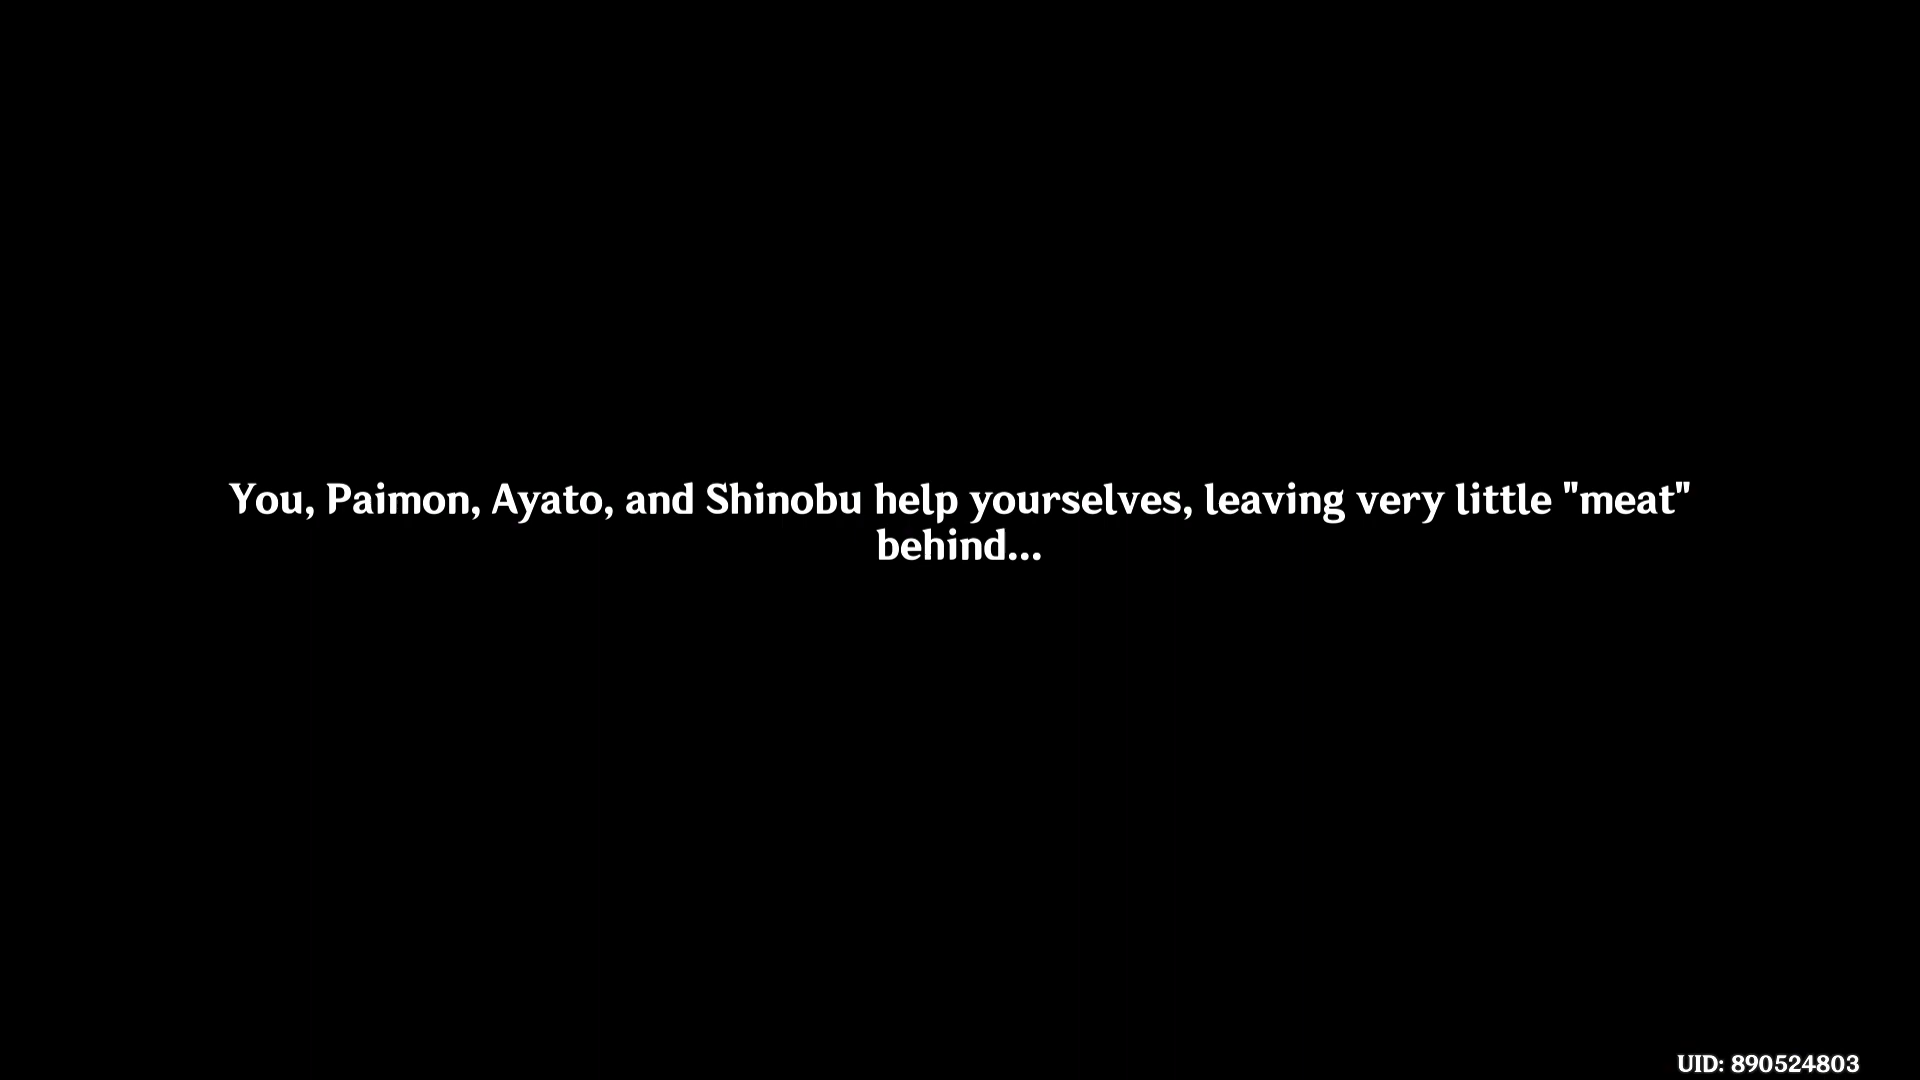 You, Paimon, Ayato, and Shinobu help yourselves, leaving very little "meat"
behind...
UID: 890524803